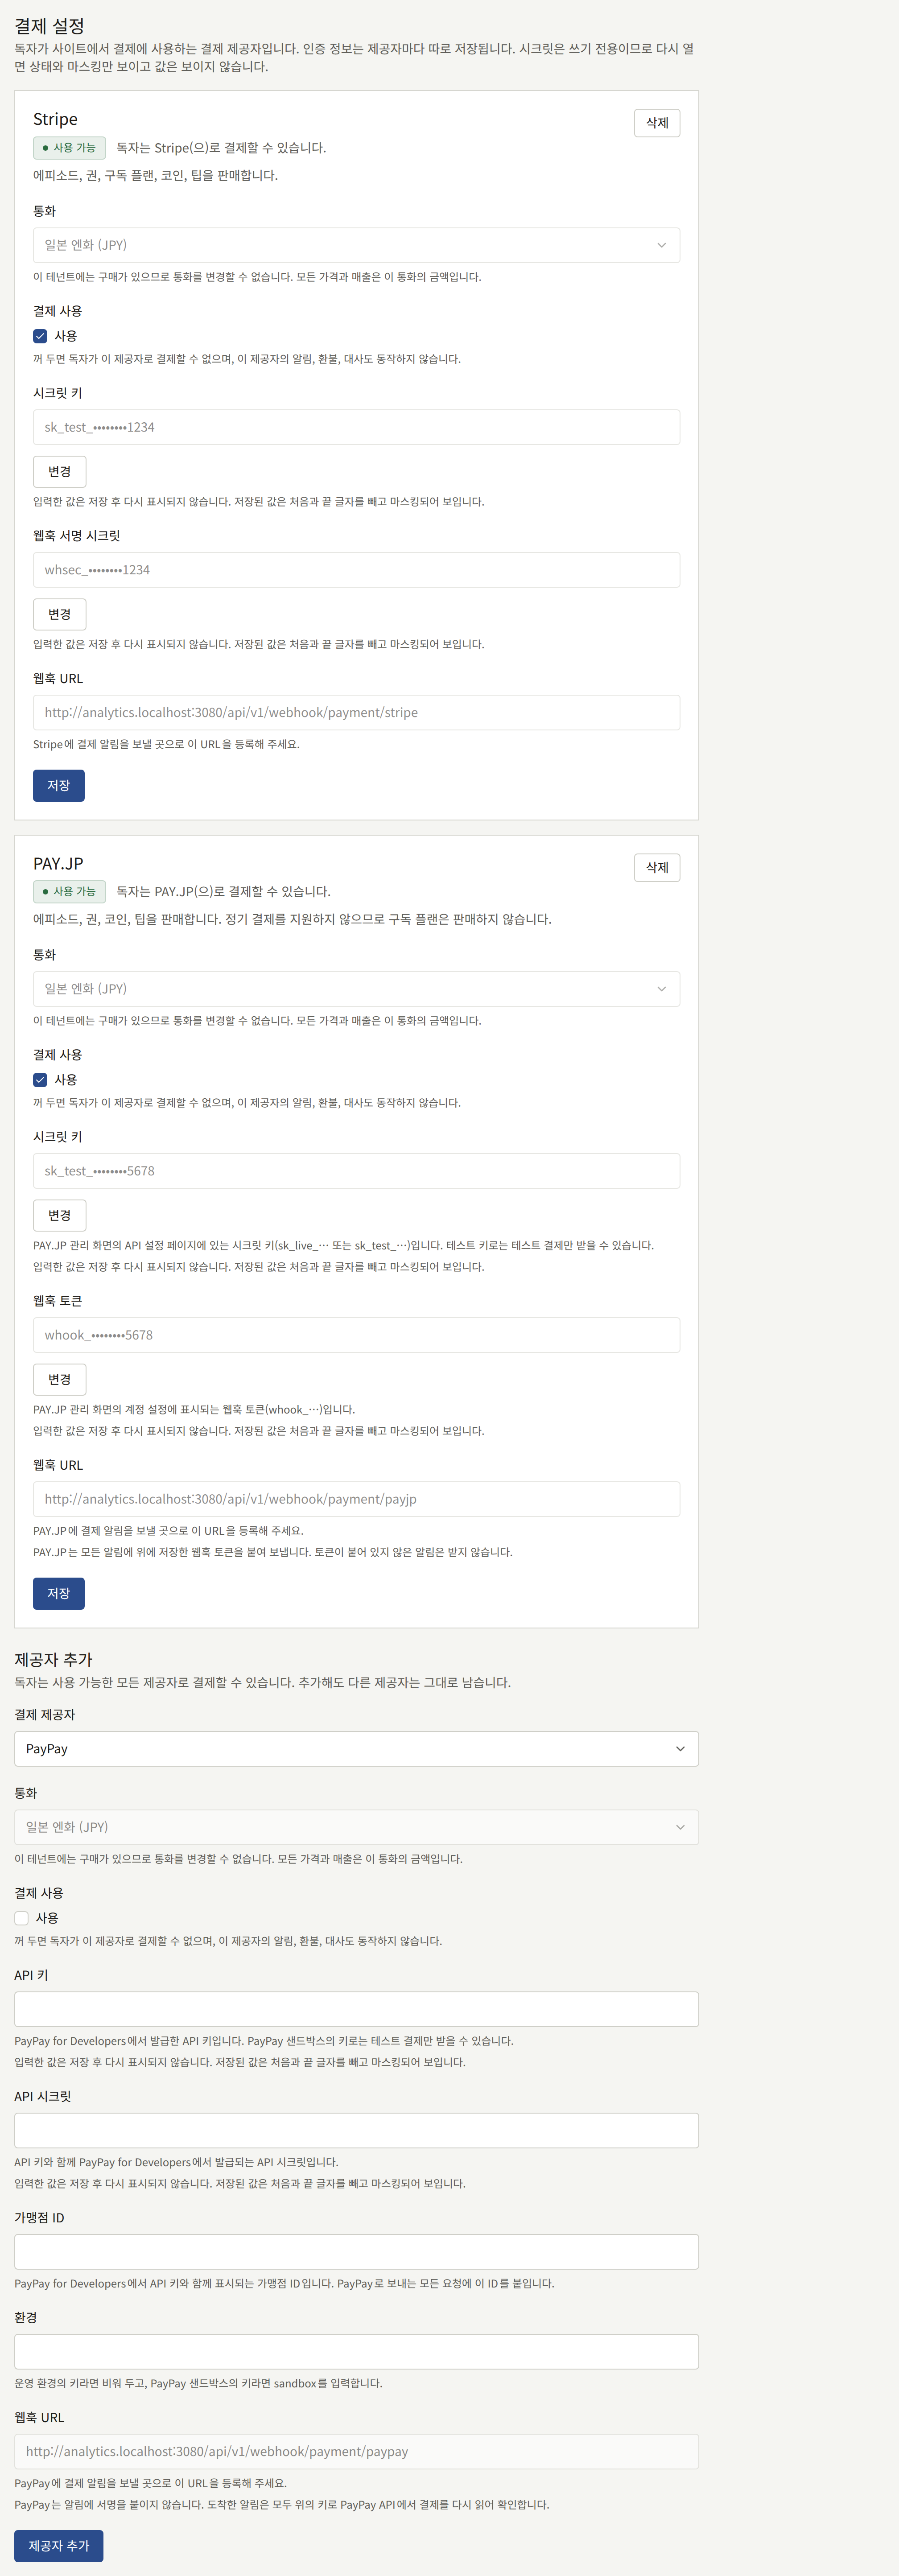 결제 설정
독자가 사이트에서 결제에 사용하는 결제 제공자입니다. 인증 정보는 제공자마다 따로 저장됩니다. 시크릿은 쓰기 전용이므로 다시 열
면 상태와 마스킹만 보이고 값은 보이지 않습니다.
Stripe
삭제
사용 가능
독자는 Stripe(으)로 결제할 수 있습니다.
에피소드, 권, 구독 플랜, 코인, 팁을 판매합니다.
통화
일본 엔화 (JPY)
이 테넌트에는 구매가 있으므로 통화를 변경할 수 없습니다. 모든 가격과 매출은 이 통화의 금액입니다.
결제 사용
사용
꺼 두면 독자가 이 제공자로 결제할 수 없으며, 이 제공자의 알림, 환불, 대사도 동작하지 않습니다.
시크릿 키
sk_test_••••••••1234
변경
입력한 값은 저장 후 다시 표시되지 않습니다. 저장된 값은 처음과 끝 글자를 빼고 마스킹되어 보입니다.
웹훅 서명 시크릿
whsec_••••••••1234
변경
입력한 값은 저장 후 다시 표시되지 않습니다. 저장된 값은 처음과 끝 글자를 빼고 마스킹되어 보입니다.
웹훅 URL
http://analytics.localhost:3080/api/v1/webhook/payment/stripe
Stripe에 결제 알림을 보낼 곳으로 이 URL을 등록해 주세요.
저장
PAY.JP
삭제
사용 가능
독자는 PAY.JP(으)로 결제할 수 있습니다.
에피소드, 권, 코인, 팁을 판매합니다. 정기 결제를 지원하지 않으므로 구독 플랜은 판매하지 않습니다.
통화
일본 엔화 (JPY)
이 테넌트에는 구매가 있으므로 통화를 변경할 수 없습니다. 모든 가격과 매출은 이 통화의 금액입니다.
결제 사용
사용
꺼 두면 독자가 이 제공자로 결제할 수 없으며, 이 제공자의 알림, 환불, 대사도 동작하지 않습니다.
시크릿 키
sk_test_••••••••5678
변경
PAY.JP 관리 화면의 API 설정 페이지에 있는 시크릿 키(sk_live_… 또는 sk_test_…)입니다. 테스트 키로는 테스트 결제만 받을 수 있습니다.
입력한 값은 저장 후 다시 표시되지 않습니다. 저장된 값은 처음과 끝 글자를 빼고 마스킹되어 보입니다.
웹훅 토큰
whook_••••••••5678
변경
PAY.JP 관리 화면의 계정 설정에 표시되는 웹훅 토큰(whook_…)입니다.
입력한 값은 저장 후 다시 표시되지 않습니다. 저장된 값은 처음과 끝 글자를 빼고 마스킹되어 보입니다.
웹훅 URL
http://analytics.localhost:3080/api/v1/webhook/payment/payjp
PAY.JP에 결제 알림을 보낼 곳으로 이 URL을 등록해 주세요.
PAY.JP는 모든 알림에 위에 저장한 웹훅 토큰을 붙여 보냅니다. 토큰이 붙어 있지 않은 알림은 받지 않습니다.
저장
제공자 추가
독자는 사용 가능한 모든 제공자로 결제할 수 있습니다. 추가해도 다른 제공자는 그대로 남습니다.
결제 제공자
PayPay
통화
일본 엔화 (JPY)
이 테넌트에는 구매가 있으므로 통화를 변경할 수 없습니다. 모든 가격과 매출은 이 통화의 금액입니다.
결제 사용
사용
꺼 두면 독자가 이 제공자로 결제할 수 없으며, 이 제공자의 알림, 환불, 대사도 동작하지 않습니다.
API 키
PayPay for Developers에서 발급한 API 키입니다. PayPay 샌드박스의 키로는 테스트 결제만 받을 수 있습니다.
입력한 값은 저장 후 다시 표시되지 않습니다. 저장된 값은 처음과 끝 글자를 빼고 마스킹되어 보입니다.
API 시크릿
API 키와 함께 PayPay for Developers에서 발급되는 API 시크릿입니다.
입력한 값은 저장 후 다시 표시되지 않습니다. 저장된 값은 처음과 끝 글자를 빼고 마스킹되어 보입니다.
가맹점 ID
PayPay for Developers에서 API 키와 함께 표시되는 가맹점 ID입니다. PayPay로 보내는 모든 요청에 이 ID를 붙입니다.
환경
운영 환경의 키라면 비워 두고, PayPay 샌드박스의 키라면 sandbox를 입력합니다.
웹훅 URL
http://analytics.localhost:3080/api/v1/webhook/payment/paypay
PayPay에 결제 알림을 보낼 곳으로 이 URL을 등록해 주세요.
PayPay는 알림에 서명을 붙이지 않습니다. 도착한 알림은 모두 위의 키로 PayPay API에서 결제를 다시 읽어 확인합니다.
제공자 추가